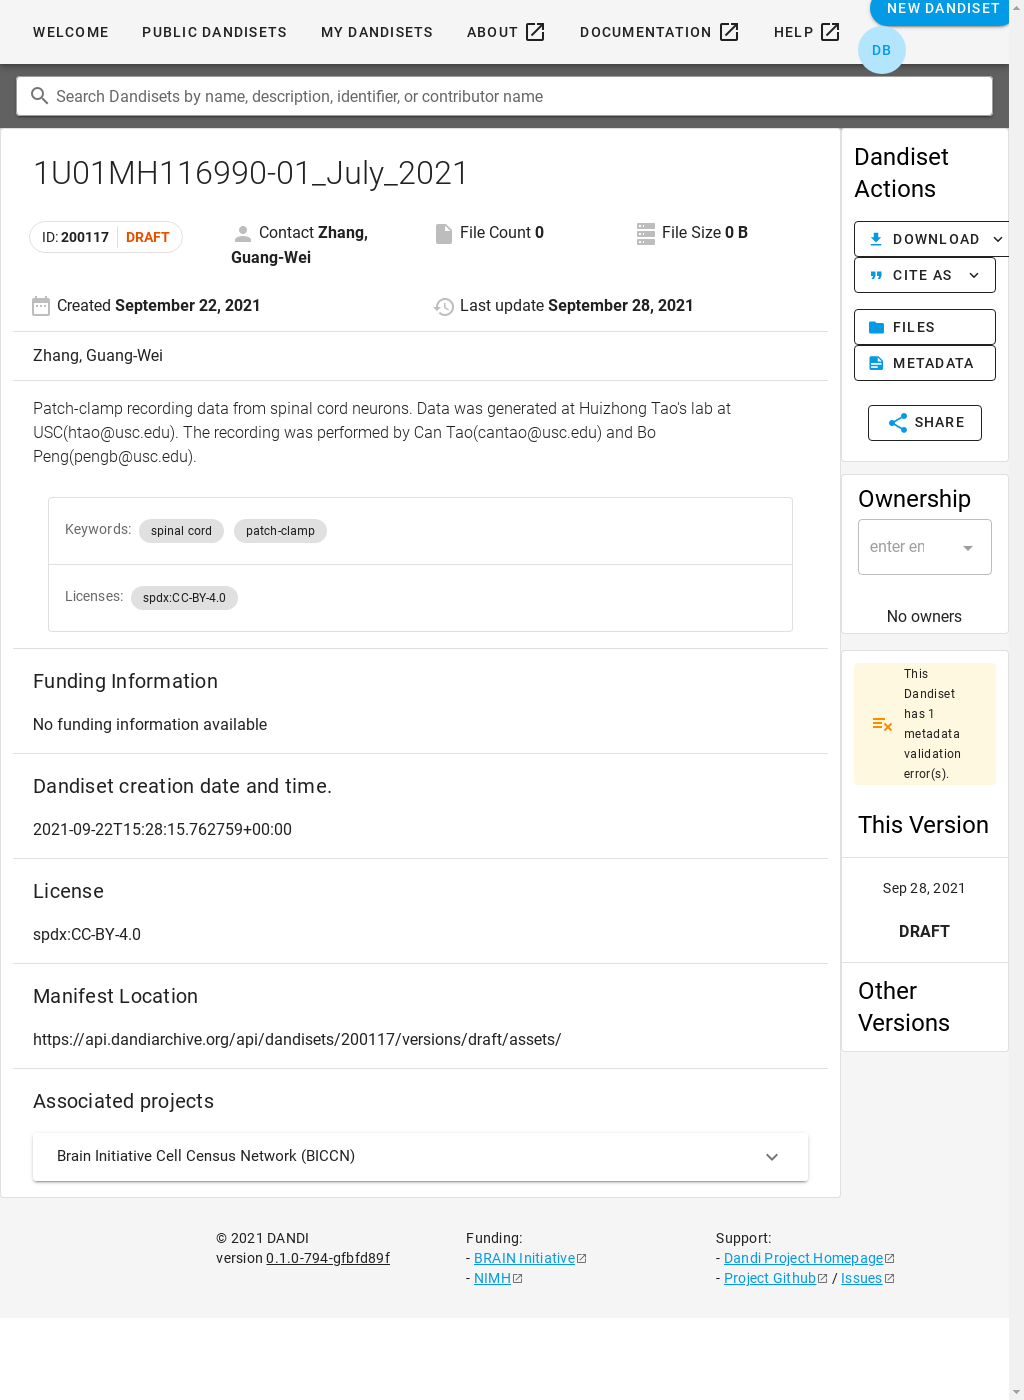 WELCOME
PUBLIC DANDISETS
MY DANDISETS
ABOUT
DOCUMENTATION
HELP
NEW DANDISET
DB
Search Dandisets by name, description, identifier, or contributor name
1U01MH116990-01_July_2021
ID: 200117 DRAFT
Contact Zhang,
Guang-Wei
File Count 0
File Size 0 B
Created September 22, 2021
Last update September 28, 2021
Zhang, Guang-Wei
Patch-clamp recording data from spinal cord neurons. Data was generated at Huizhong Tao's lab at
USC(htao@usc.edu). The recording was performed by Can Tao(cantao@usc.edu) and Bo
Peng(pengb@usc.edu).
Keywords: spinal cord patch-clamp
Licenses: spdx:CC-BY-4.0
Funding Information
No funding information available
Dandiset creation date and time.
2021-09-22T15:28:15.762759+00:00
License
spdx:CC-BY-4.0
Manifest Location
https://api.dandiarchive.org/api/dandisets/200117/versions/draft/assets/
Associated projects
Brain Initiative Cell Census Network (BICCN)
Dandiset
Actions
DOWNLOAD
CITE AS
FILES
METADATA
SHARE
Ownership
enter en
No owners
This
Dandiset
has 1
metadata
validation
error(s).
This Version
Sep 28, 2021
DRAFT
Other
Versions
© 2021 DANDI
version 0.1.0-794-gfbfd89f
Funding:
- BRAIN Initiative
- NIMH
Support:
- Dandi Project Homepage
- Project Github / Issues